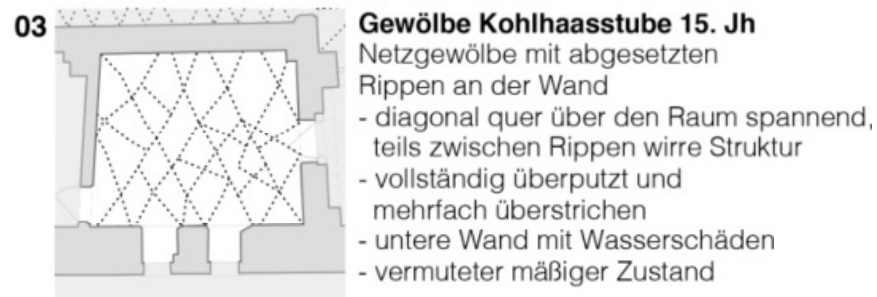 03
Gewölbe Kohlhaasstube 15. Jh
Netzgewölbe mit abgesetzten
Rippen an der Wand
- diagonal quer über den Raum spannend,
teils zwischen Rippen wirre Struktur
- vollständig überputzt und
mehrfach überstrichen
- untere Wand mit Wasserschäden
- vermuteter mäßiger Zustand